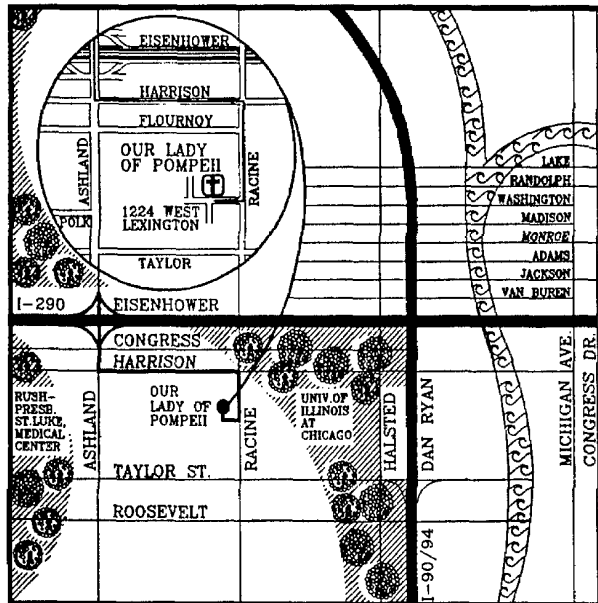 EISENHOWER
HARRISON
FLOURNOY
OUR LADY
OF POMPEII
ASHLAND
RACINE
1224 WEST
LEXINGTON
POLK
TAYLOR
LAKE
RANDOLPH
WASHINGTON
MADISON
MONROE
ADAMS
JACKSON
VAN BUREN
I-290
EISENHOWER
CONGRESS
HARRISON
RUSH-
PRESB.
ST.LUKE,
MEDICAL
CENTER
ASHLAND
OUR
LADY OF
POMPEII
RACINE
UNIV.OF
ILLINOIS
AT
CHICAGO
HALSTED
DAN RYAN
MICHIGAN AVE.
CONGRESS DR.
TAYLOR ST.
ROOSEVELT
I-90/94